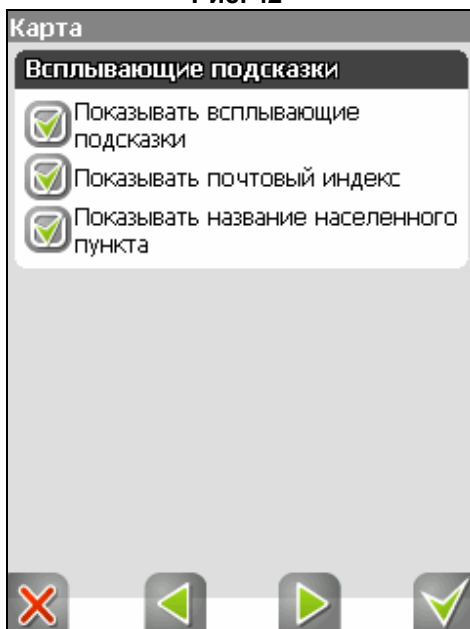 Карта
Всплывающие подсказки
Показывать всплывающие
подсказки
Показывать почтовый индекс
Показывать название населенного
пункта